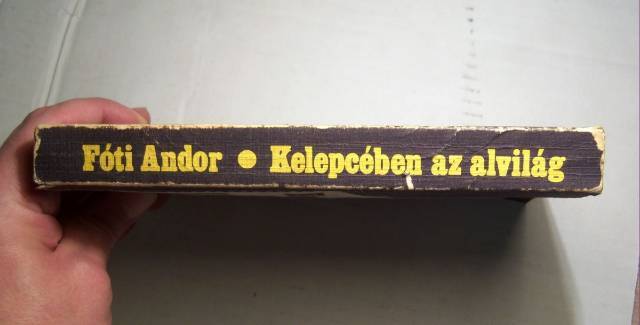 Fóti Andor ● Kelepcében az alvilág